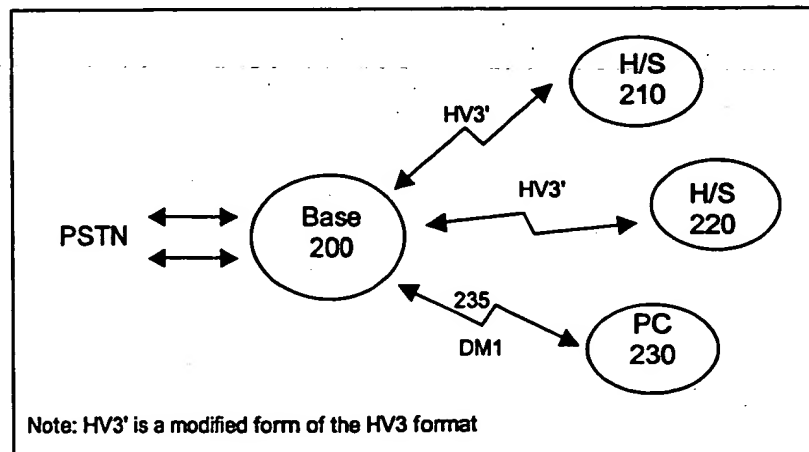 H/S
210
HV3'
HV3'
H/S
220
PSTN
Base
200
235
DM1
PC
230
Note: HV3' is a modified form of the HV3 format